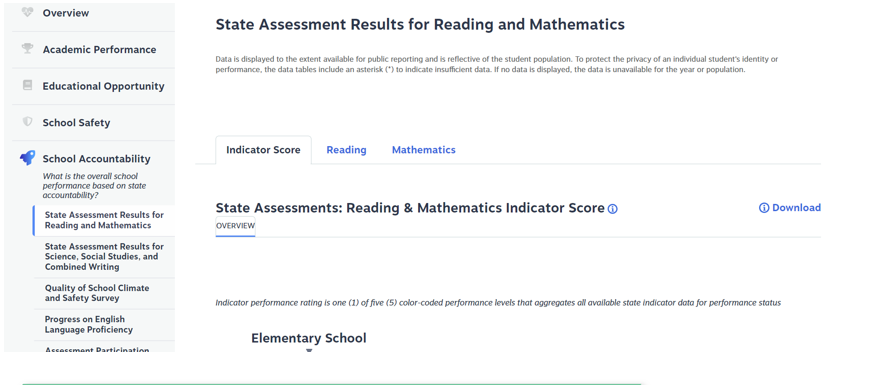 Overview
Academic Performance
Educational Opportunity
School Safety
School Accountability
What is the overall school
performance based on state
accountability?
State Assessment Results for
Reading and Mathematics
State Assessment Results for
Science, Social Studies, and
Combined Writing
Quality of School Climate
and Safety Survey
Progress on English
Language Proficiency
Assessment Participation
State Assessment Results for Reading and Mathematics
Data is displayed to the extent available for public reporting and is reflective of the student population. To protect the privacy of an individual student's identity or
performance, the data tables include an asterisk (*) to indicate insufficient data. If no data is displayed, the data is unavailable for the year or population.
Indicator Score
Reading
Mathematics
State Assessments: Reading & Mathematics Indicator Score
Download
OVERVIEW
Indicator performance rating is one (1) of five (5) color-coded performance levels that aggregates all available state indicator data for performance status
Elementary School